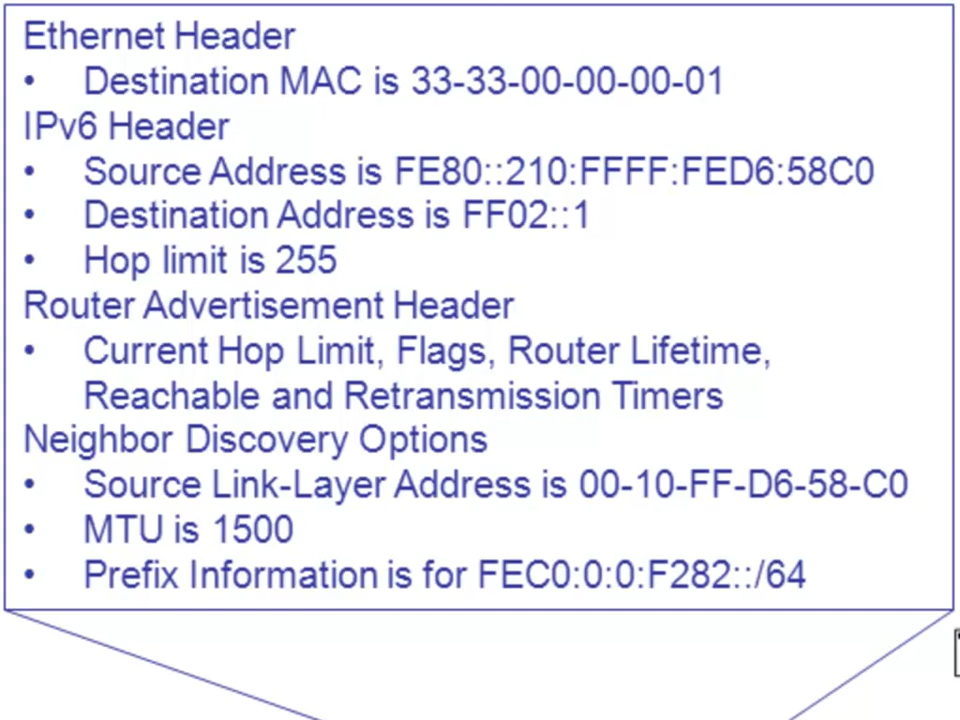 Ethernet Header
• Destination MAC is 33-33-00-00-00-01
IPv6 Header
• Source Address is FE80::210:FFFF:FED6:58C0
• Destination Address is FF02::1
• Hop limit is 255
Router Advertisement Header
• Current Hop Limit, Flags, Router Lifetime,
Reachable and Retransmission Timers
Neighbor Discovery Options
• Source Link-Layer Address is 00-10-FF-D6-58-C0
• MTU is 1500
• Prefix Information is for FEC0:0:0:F282::/64